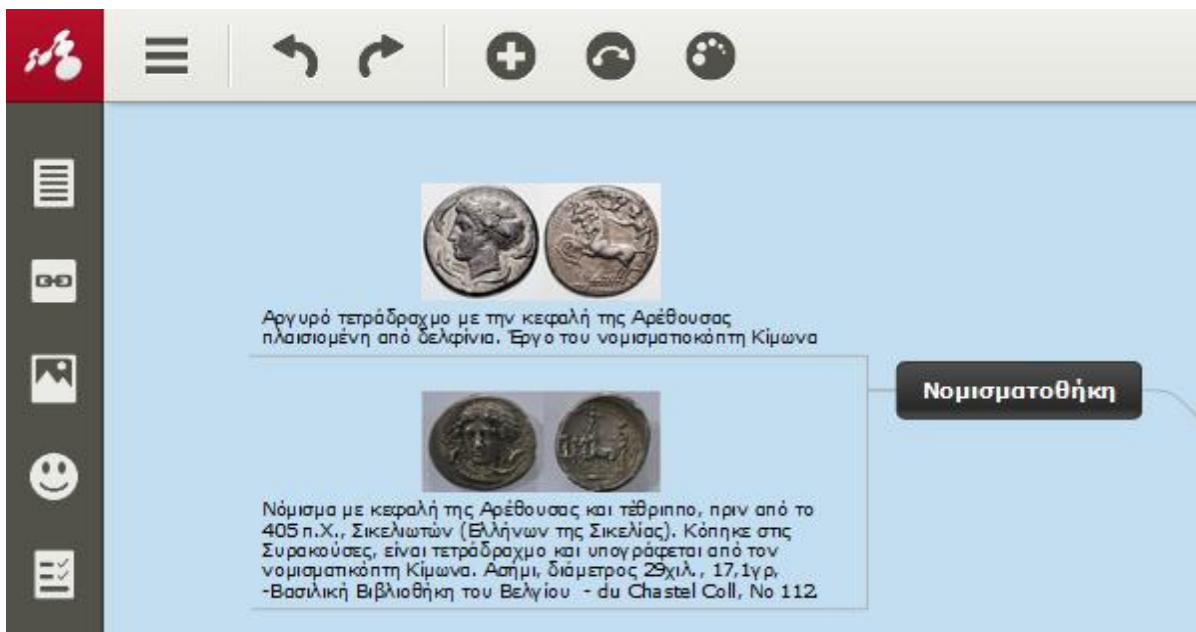 Αργυρό τετράδραχμο με την κεφαλή της Αρέθουσας
πλαισιομένη από δελφίνια. Έργο του νομισματιοκόπτη Κίμωνα
Νομισματοθήκη
Νόμισμα με κεφαλή της Αρέθουσας και τέθριππο, πριν από το
405 π.Χ., Σικελιωτών (Ελλήνων της Σικελίας). Κόπηκε στις
Συρακούσες, είναι τετράδραχμο και υπογράφεται από τον
νομισματικόπτη Κίμωνα. Ασήμι, διάμετρος 29χιλ., 17,1γρ,
-Βασιλική Βιβλιοθήκη του Βελγίου - du Chastel Coll, No 112.